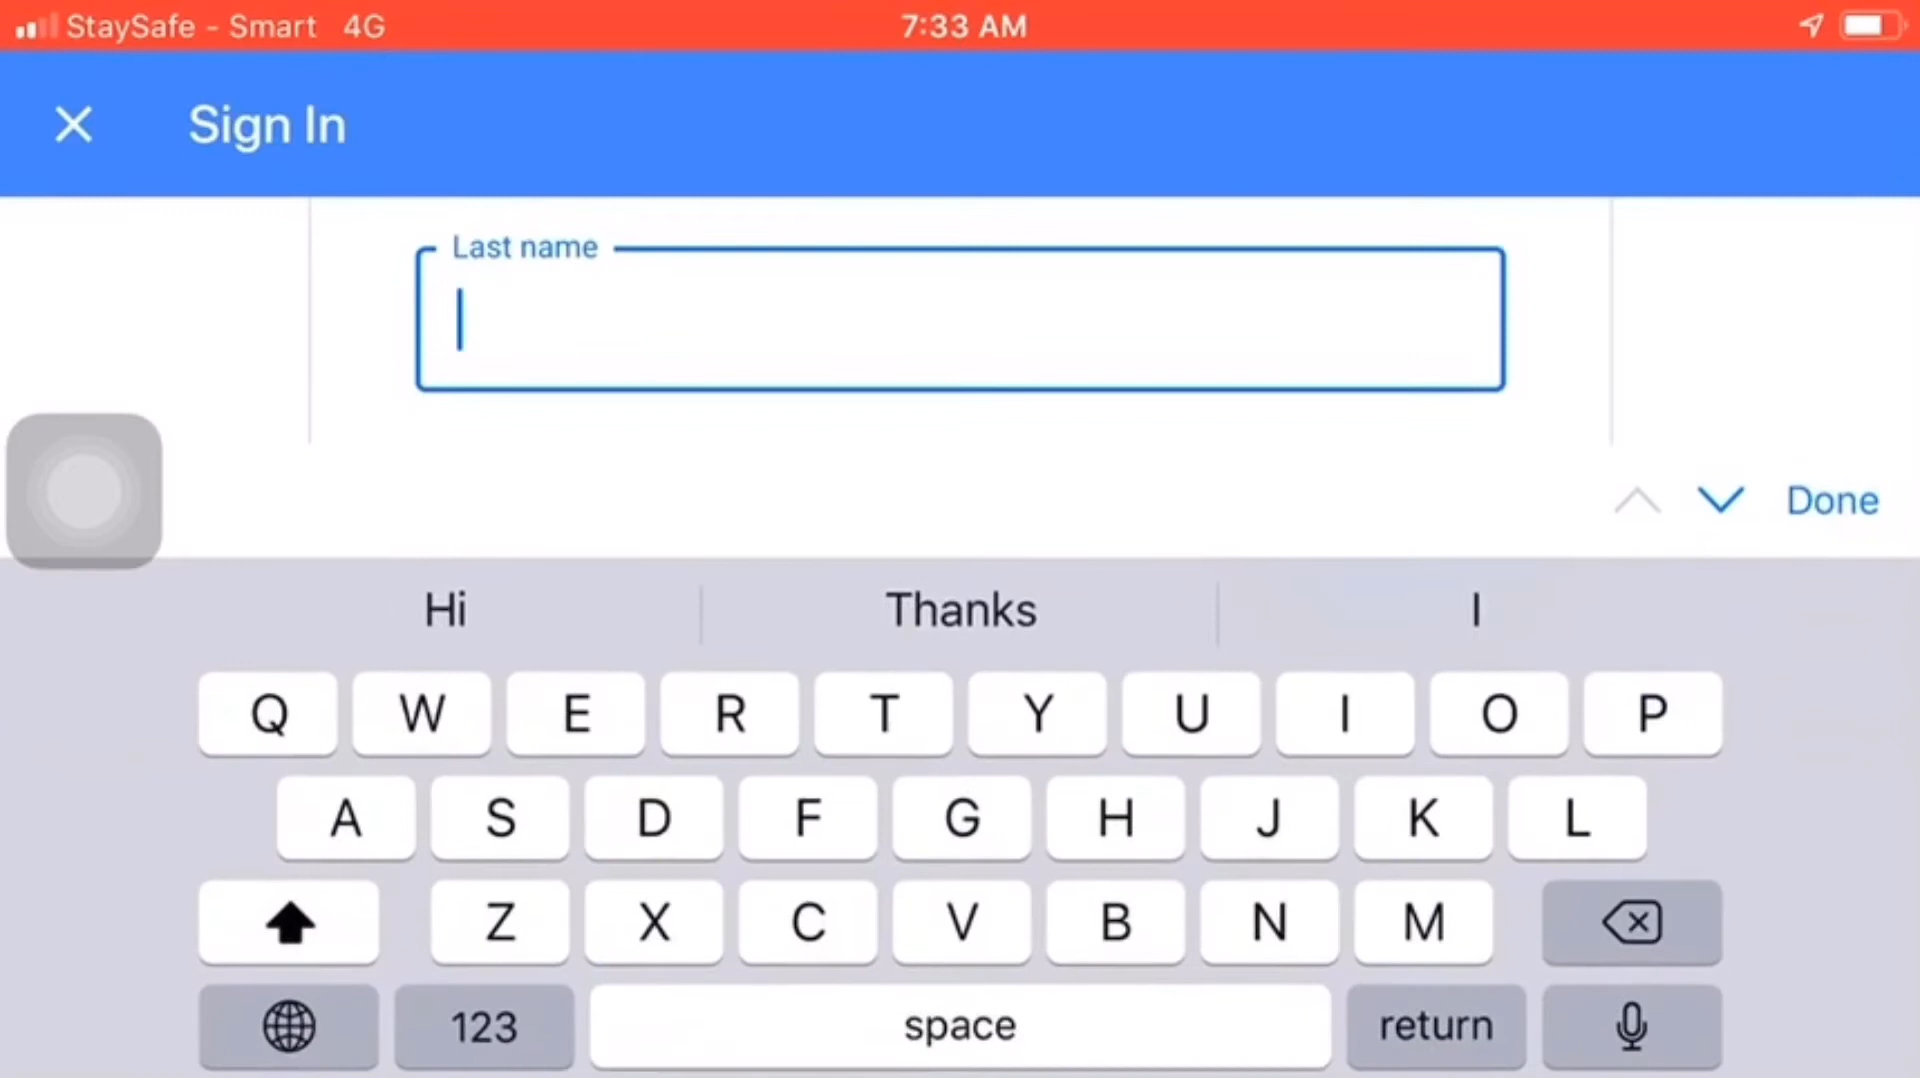 StaySafe - Smart 4G 7:33 AM
Sign In
Last name
Done
Hi Thanks I
Q W E R T Y U I O P
A S D F G H J K L
Z X C V B N M
123 space return